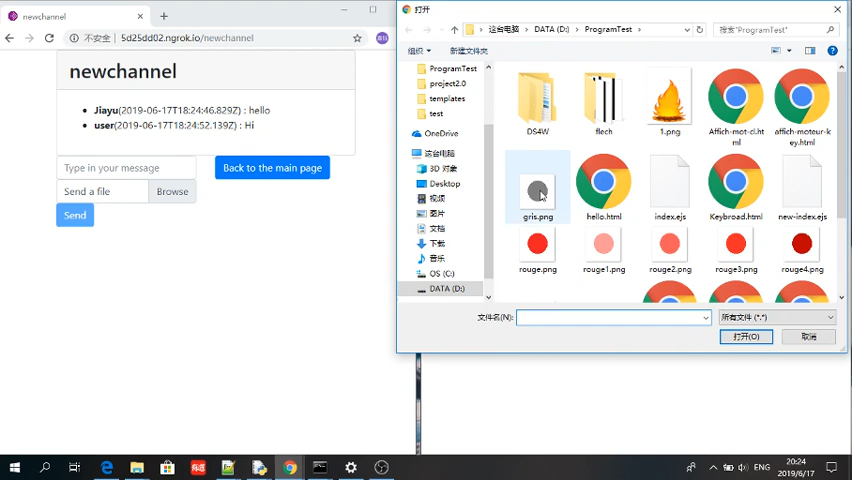 newchannel
不安全 5d25dd02.ngrok.io/newchannel
newchannel
Jiayu(2019-06-17T18:24:46.829Z) : hello
user(2019-06-17T18:24:52.139Z) : Hi
Type in your message
Back to the main page
Send a file
Browse
Send
打开
这台电脑 DATA (D:) ProgramTest
搜索"ProgramTest"
组织
新建文件夹
ProgramTest
project2.0
templates
test
OneDrive
这台电脑
3D 对象
Desktop
视频
图片
文档
下载
音乐
OS (C:)
DATA (D:)
DS4W
flech
1.png
Affich-mot-cl.ht
ml
affich-moteur-k
ey.html
gris.png
hello.html
index.ejs
Keybroad.html
new-index.ejs
rouge.png
rouge1.png
rouge2.png
rouge3.png
rouge4.png
文件名(N):
所有文件 (*.*)
打开(O)
取消
ENG
20:24
2019/6/17